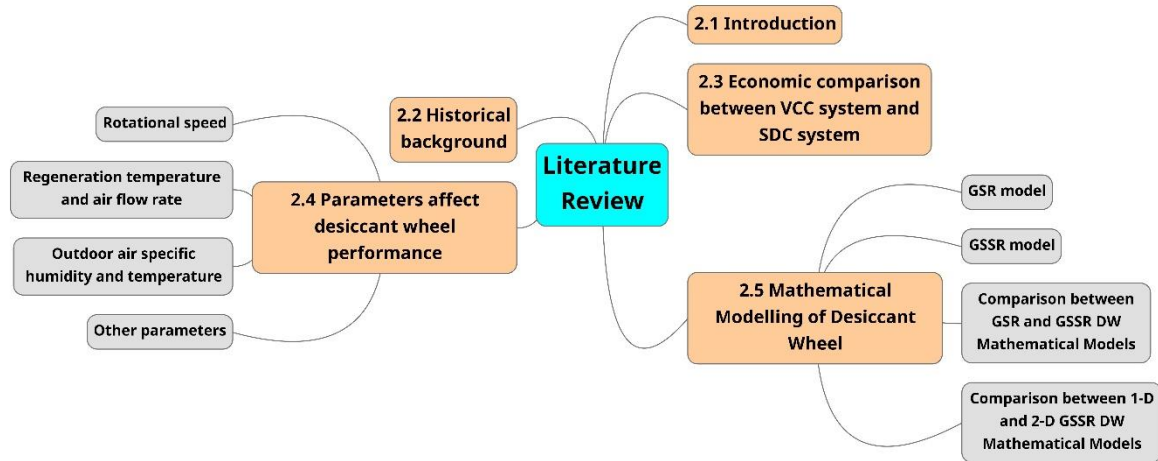 2.1 Introduction
2.3 Economic comparison
between VCC system and
SDC system
2.2 Historical
background
Literature
Review
Rotational speed
Regeneration temperature
and air flow rate
Outdoor air specific
humidity and temperature
Other parameters
2.4 Parameters affect
desiccant wheel
performance
2.5 Mathematical
Modelling of Desiccant
Wheel
GSR model
GSSR model
Comparison between
GSR and GSSR DW
Mathematical Models
Comparison between 1-D
and 2-D GSSR DW
Mathematical Models